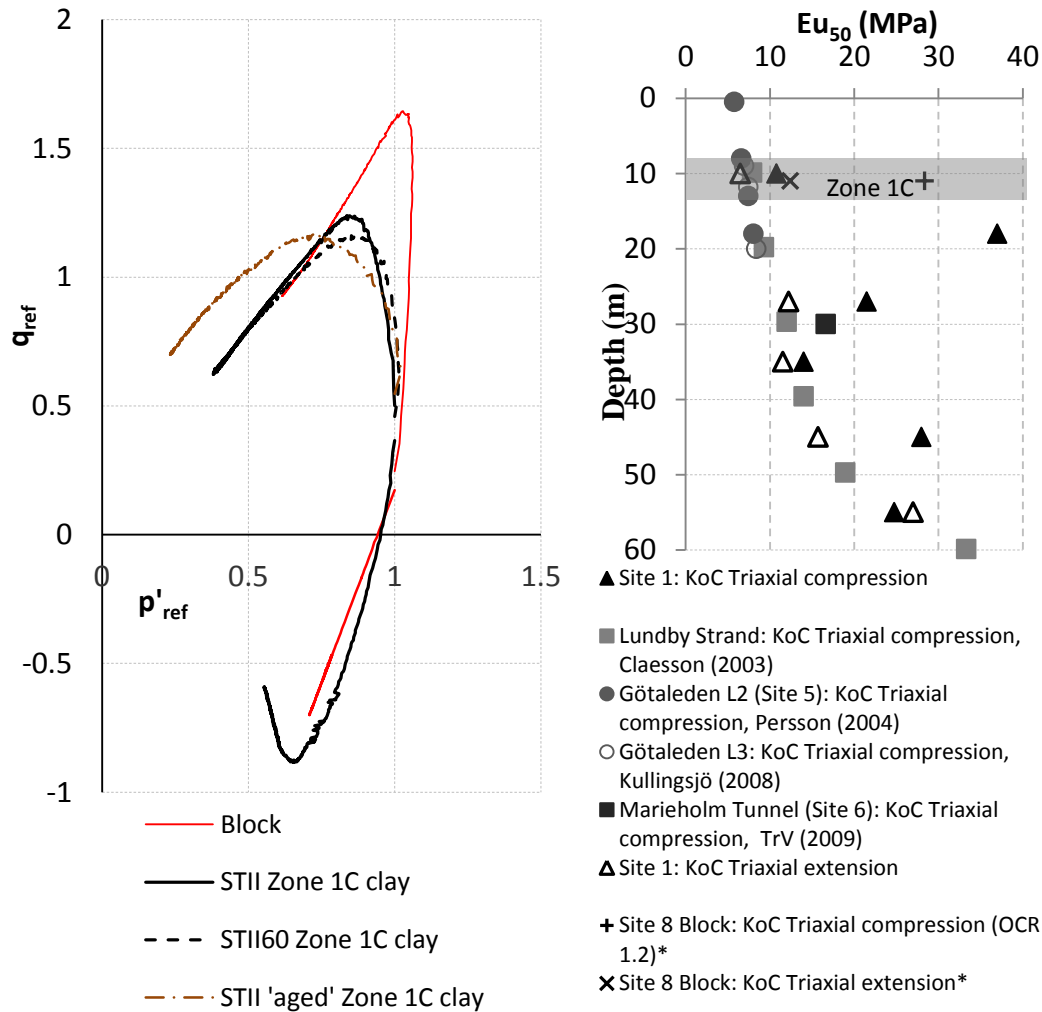 2
1.5
1
0.5
0
-0.5
-1
0
0.5
1
1.5
q_ref
p'_ref
Block
STII Zone 1C clay
STII60 Zone 1C clay
STII 'aged' Zone 1C clay
Eu₅₀ (MPa)
0
10
20
30
40
0
10
20
30
40
50
60
Depth (m)
Zone 1C
Site 1: KoC Triaxial compression
Lundby Strand: KoC Triaxial compression,
Claesson (2003)
Götaleden L2 (Site 5): KoC Triaxial
compression, Persson (2004)
Götaleden L3: KoC Triaxial compression,
Kullingsjö (2008)
Marieholm Tunnel (Site 6): KoC Triaxial
compression, TrV (2009)
Site 1: KoC Triaxial extension
Site 8 Block: KoC Triaxial compression (OCR
1.2)*
Site 8 Block: KoC Triaxial extension*